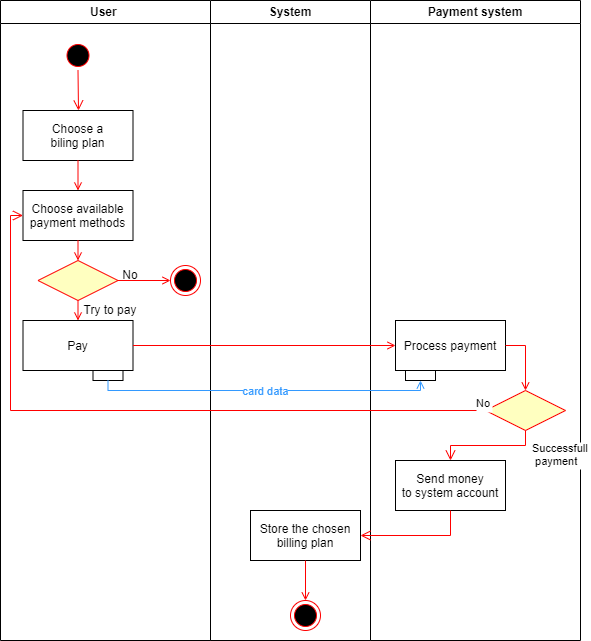 User
System
Payment system
Choose a
biling plan
Choose available
payment methods
No
Try to pay
Pay
Process payment
card data
No
Successfull
payment
Send money
to system account
Store the chosen
billing plan